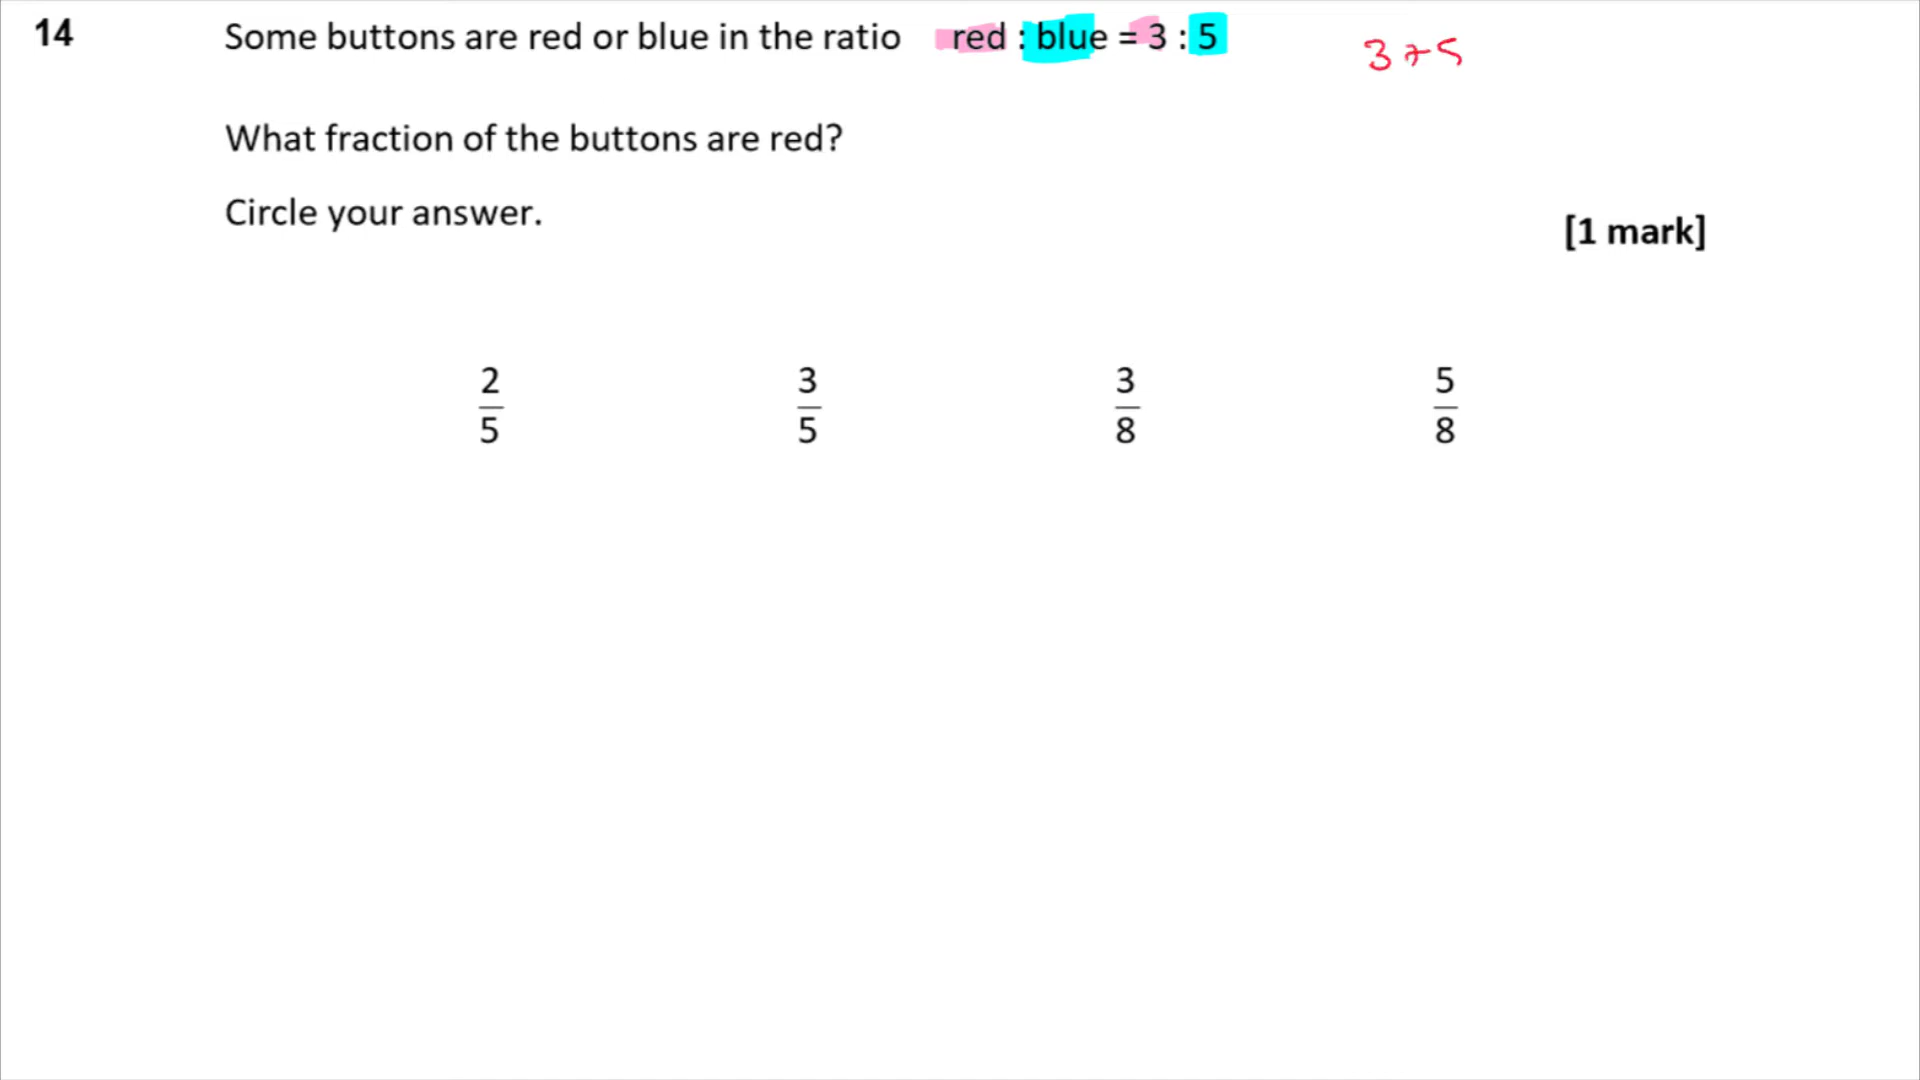 14 Some buttons are red or blue in the ratio red : blue = 3 : 5 3 + 5
What fraction of the buttons are red?
Circle your answer.
[1 mark]
2/5 3/5 3/8 5/8